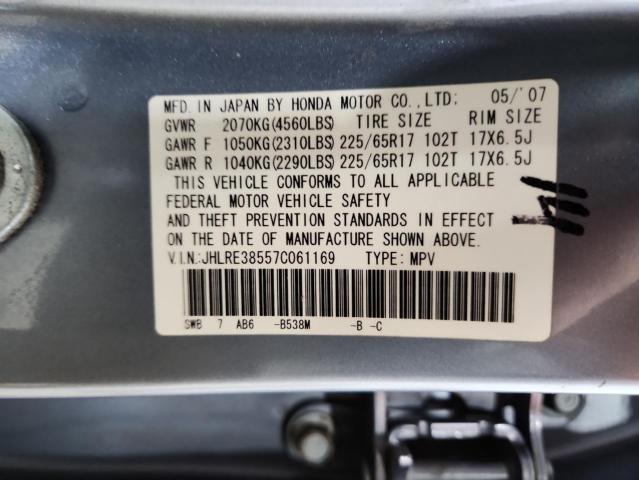 MFD. IN JAPAN BY HONDA MOTOR CO., LTD: 05/'07
GVWR 2070KG(4560LBS) TIRE SIZE RIM SIZE
GAWR F 1050KG(2310LBS) 225/65R17 102T 17X6.5J
GAWR R 1040KG(2290LBS) 225/65R17 102T 17X6.5J
THIS VEHICLE CONFORMS TO ALL APPLICABLE
FEDERAL MOTOR VEHICLE SAFETY
AND THEFT PREVENTION STANDARDS IN EFFECT
ON THE DATE OF MANUFACTURE SHOWN ABOVE.
V.I.N:JHLRE38557C061169 TYPE: MPV
SWB 7 AB6 -B538M -B -C